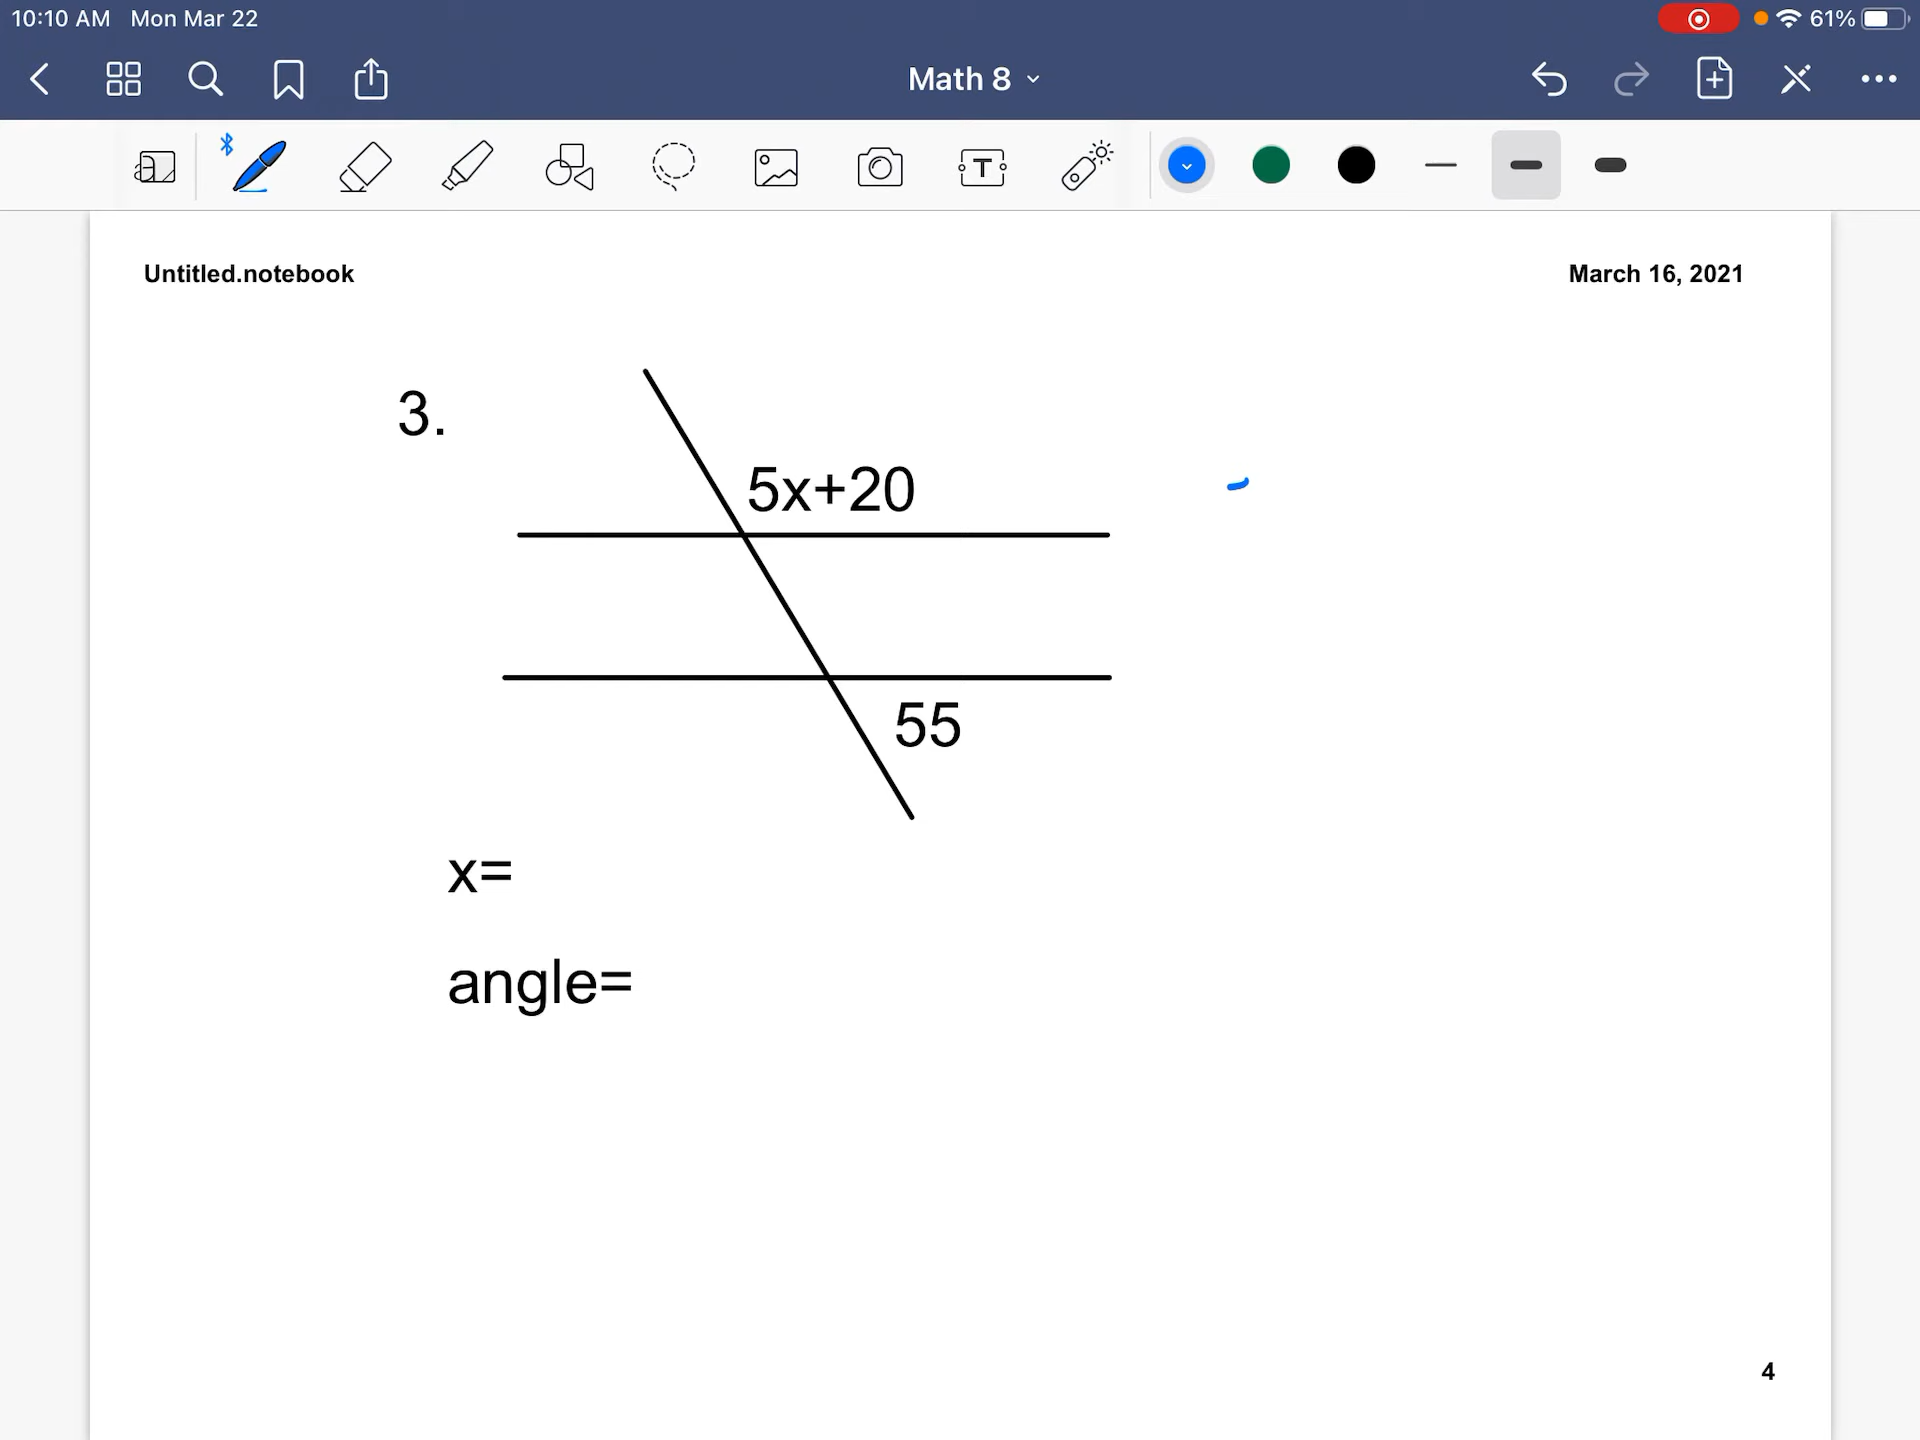 10:10 AM Mon Mar 22
61%
Math 8
T
Untitled.notebook
March 16, 2021
3.
5x+20
55
x=
angle=
4